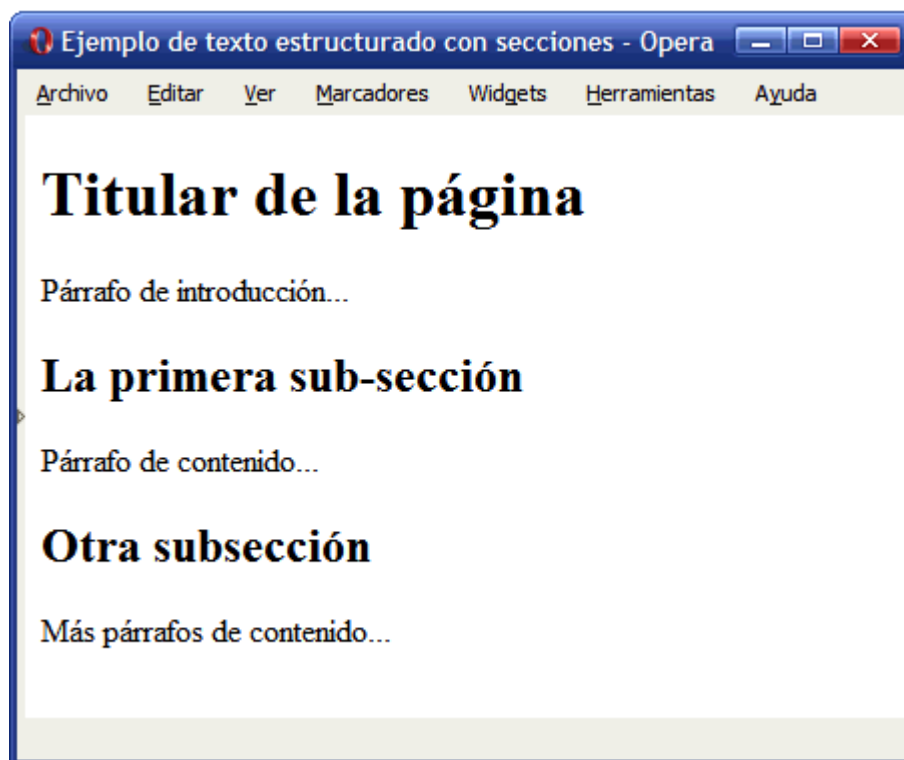 Ejemplo de texto estructurado con secciones - Opera
Archivo Editar Ver Marcadores Widgets Herramientas Ayuda
Titular de la página
Párrafo de introducción...
La primera sub-sección
Párrafo de contenido...
Otra subsección
Más párrafos de contenido...